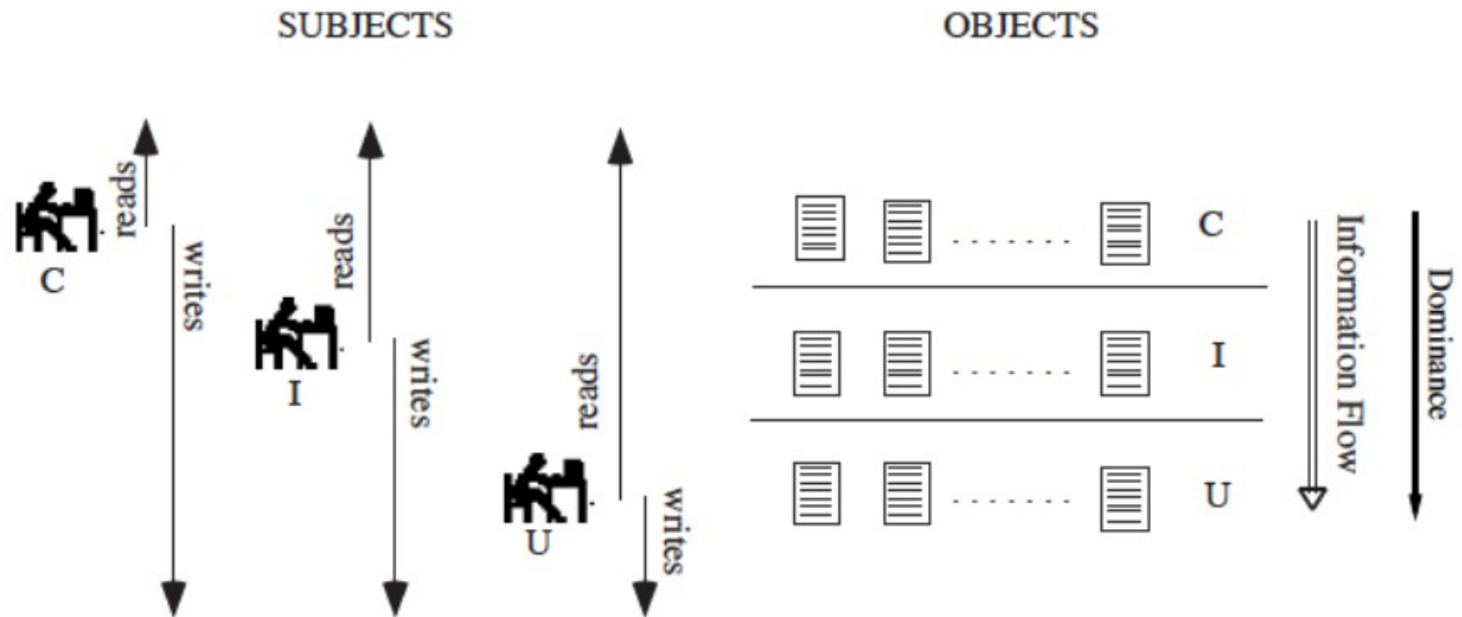 SUBJECTS
OBJECTS
reads
writes
C
reads
writes
I
reads
writes
U
C
I
U
Information Flow
Dominance